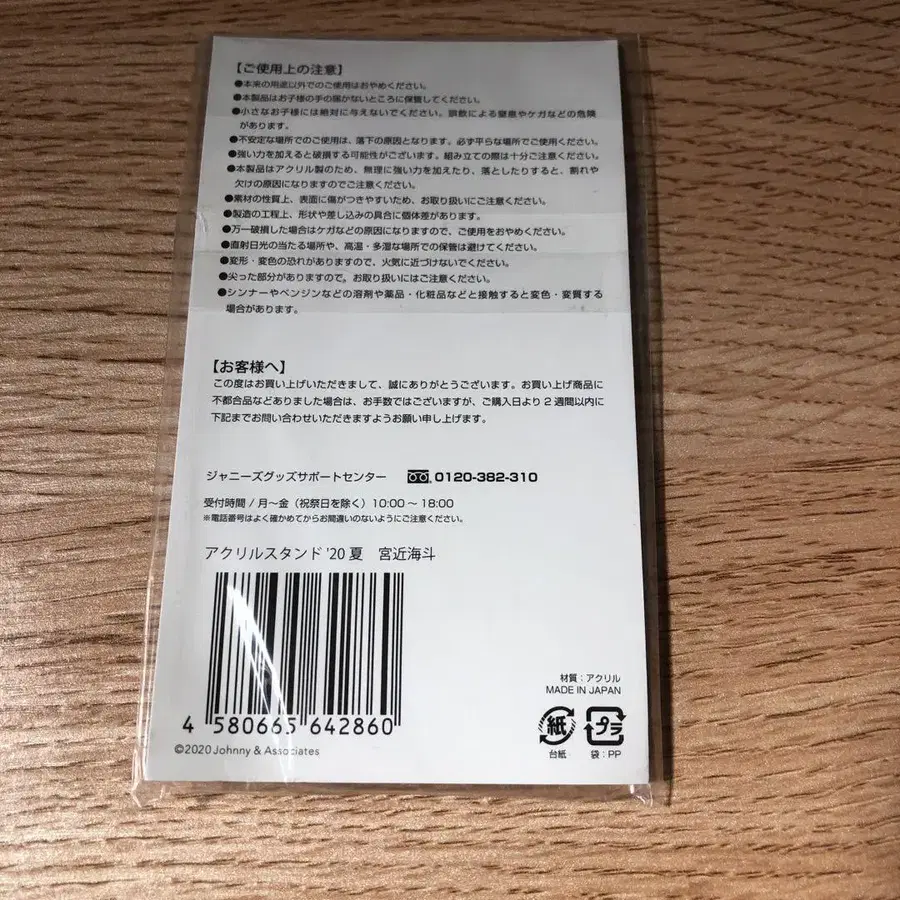 【ご使用上の注意】
●本来の用途以外でのご使用はおやめください。
●本製品はお子様の手の届かないところに保管してください。
●小さなお子様には絶対に与えないでください。誤飲による窒息やケガなどの危険
があります。
●不安定な場所でのご使用は、落下の原因となります。必ず平らな場所でご使用ください。
●強い力を加えると破損する可能性がございます。組み立ての際は十分ご注意ください。
●本製品はアクリル製のため、無理に強い力を加えたり、落としたりすると、割れや
欠けの原因になりますのでご注意ください。
●素材の性質上、表面に傷がつきやすいため、お取り扱いにご注意ください。
●製造の工程上、形状や差し込みの具合に個体差があります。
●万一破損した場合はケガなどの原因になりますので、ご使用をおやめください。
●直射日光の当たる場所や、高温・多湿な場所での保管は避けてください。
●変形・変色の恐れがありますので、火気に近づけないでください。
●尖った部分がありますので。お取り扱いにはご注意ください。
●シンナーやベンジンなどの溶剤や薬品・化粧品などと接触すると変色・変質する
場合があります。
【お客様へ】
この度はお買い上げいただきまして、誠にありがとうございます。お買い上げ商品に
不都合品などありました場合は、お手数ではございますが、ご購入日より2週間以内に
下記までお問い合わせいただきますようお願い申し上げます。
ジャニーズグッズサポートセンター 0120-382-310
受付時間/月〜金（祝祭日を除く）10:00〜18:00
※電話番号はよく確かめてからお間違いのないようにご注意ください。
アクリルスタンド '20 夏　宮近海斗
4 580665 642860
©2020 Johnny & Associates
材質：アクリル
MADE IN JAPAN
紙 プラ
台紙 袋：PP